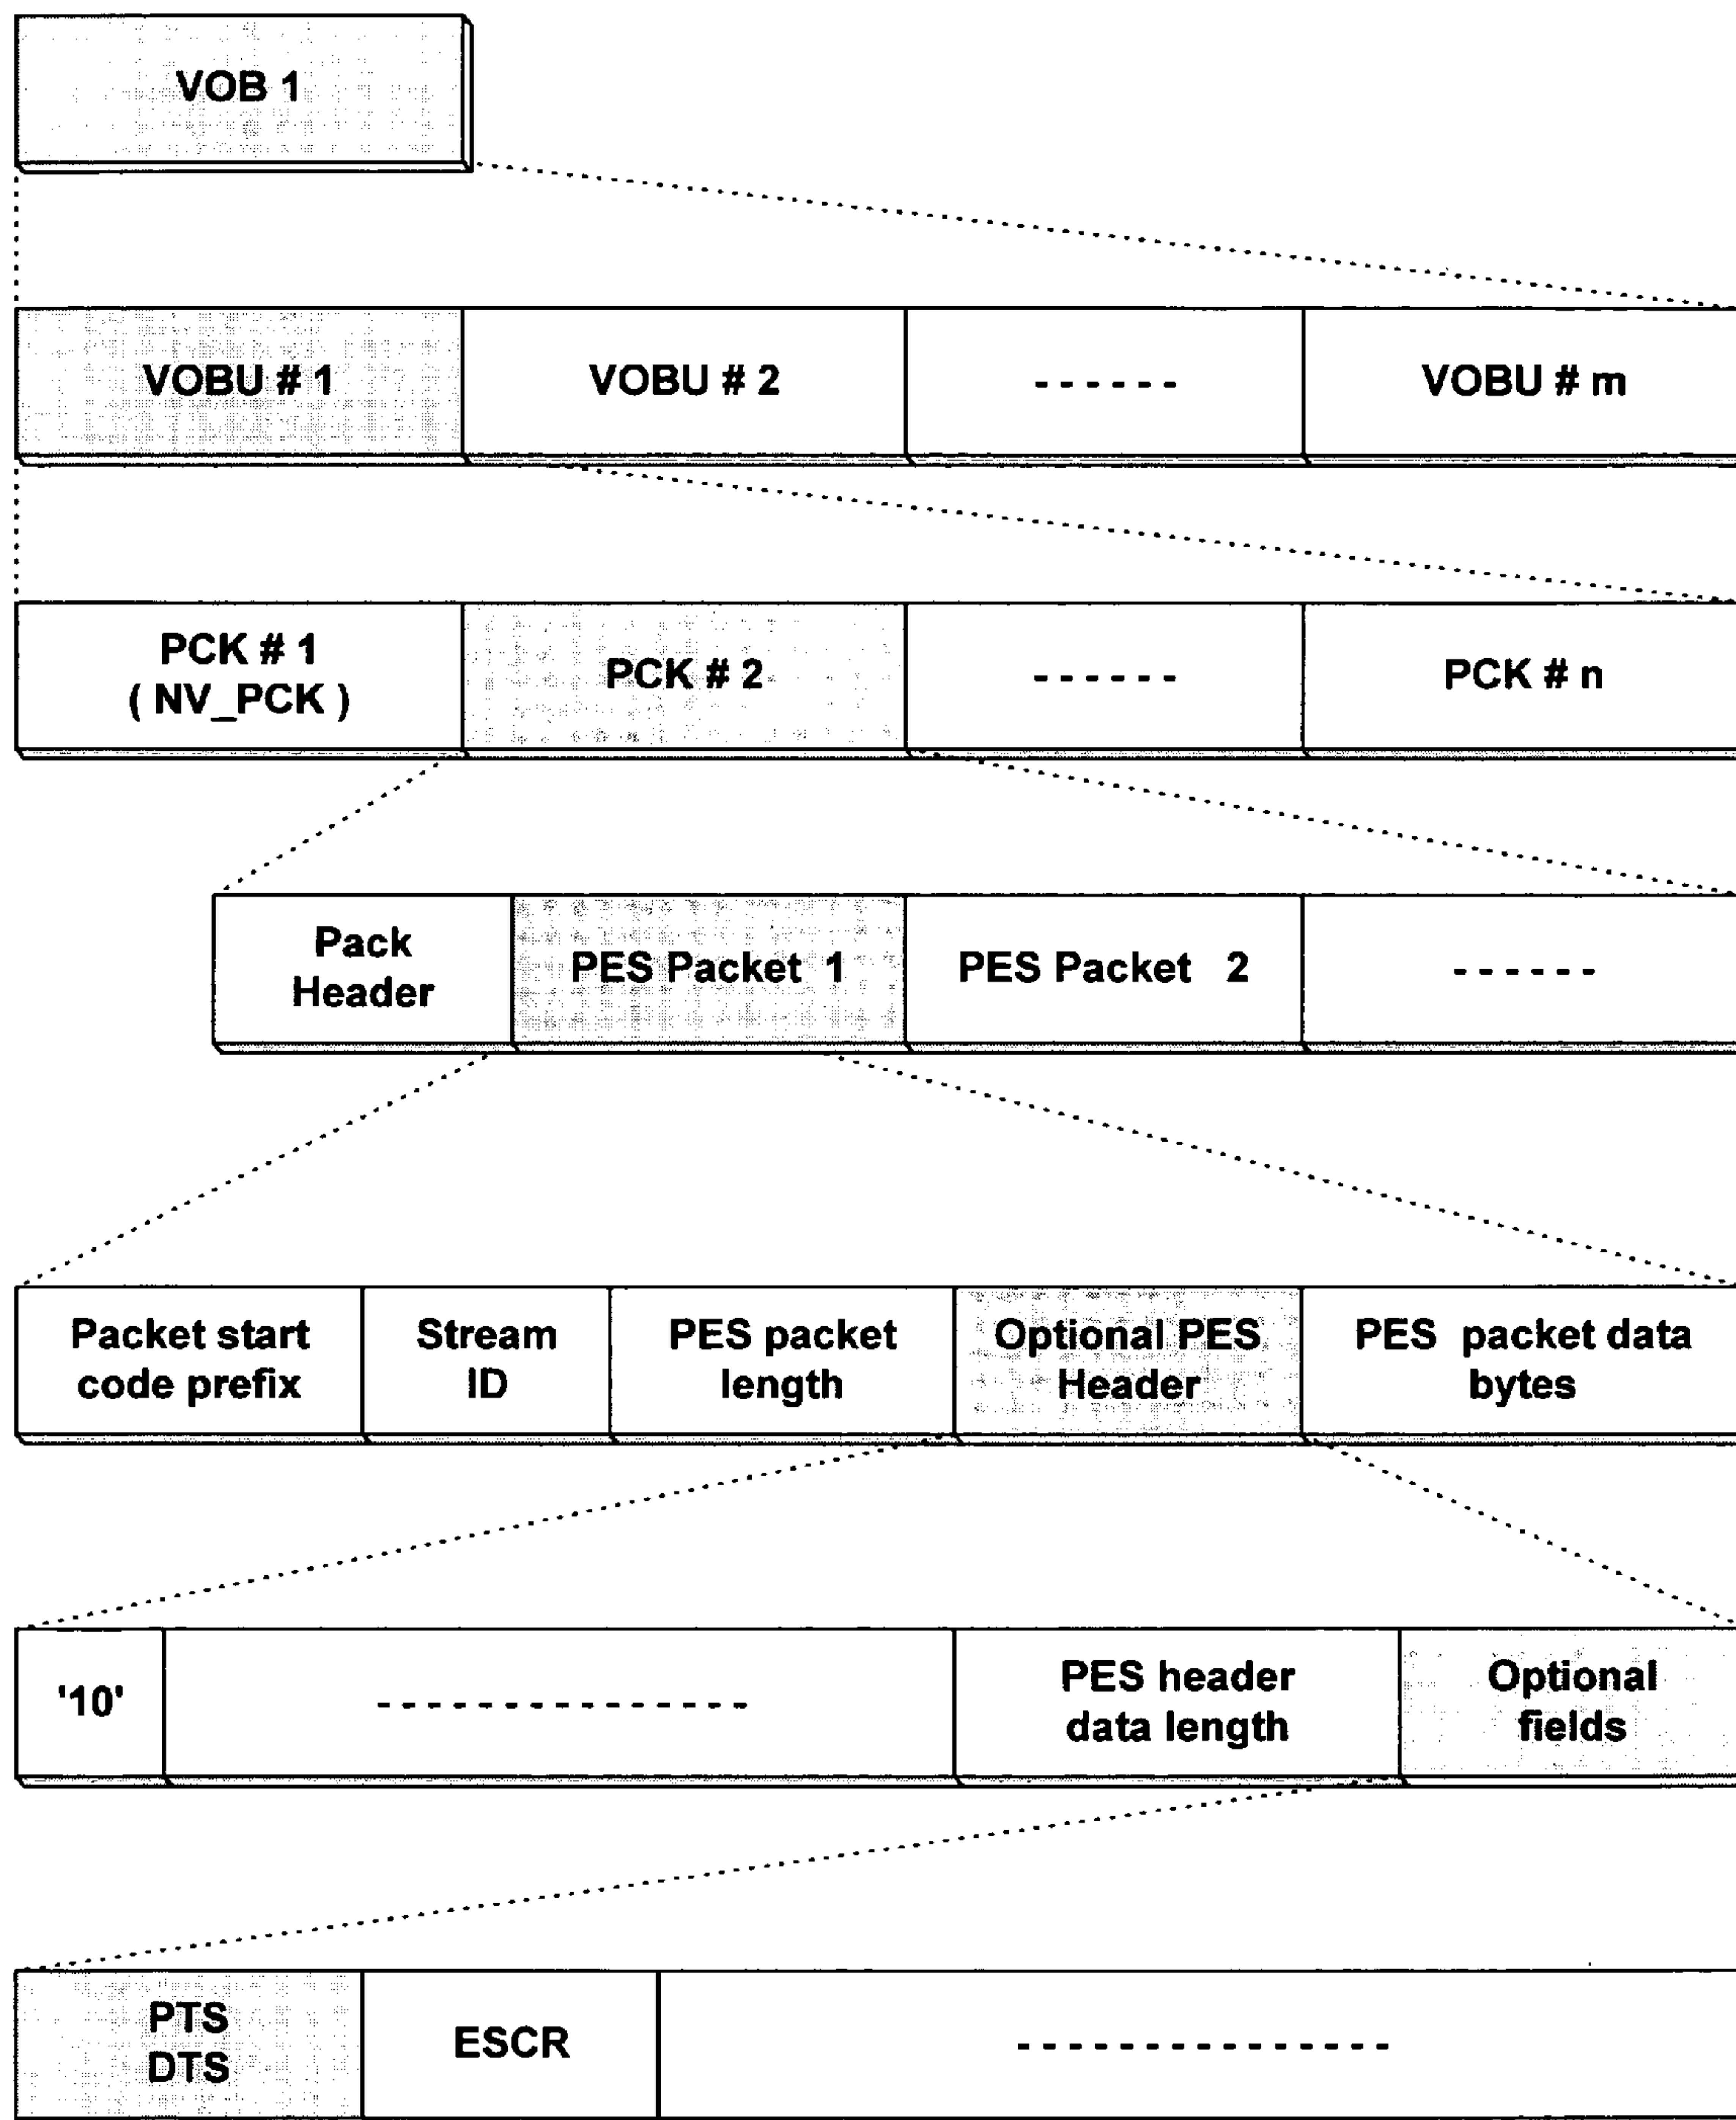 VOB 1
VOBU # 1
VOBU # 2
------
VOBU # m
PCK # 1
( NV_PCK )
PCK # 2
------
PCK # n
Pack
Header
PES Packet 1
PES Packet 2
------
Packet start
code prefix
Stream
ID
PES packet
length
Optional PES
Header
PES packet data
bytes
'10'
---------------
PES header
data length
Optional
fields
PTS
DTS
ESCR
---------------